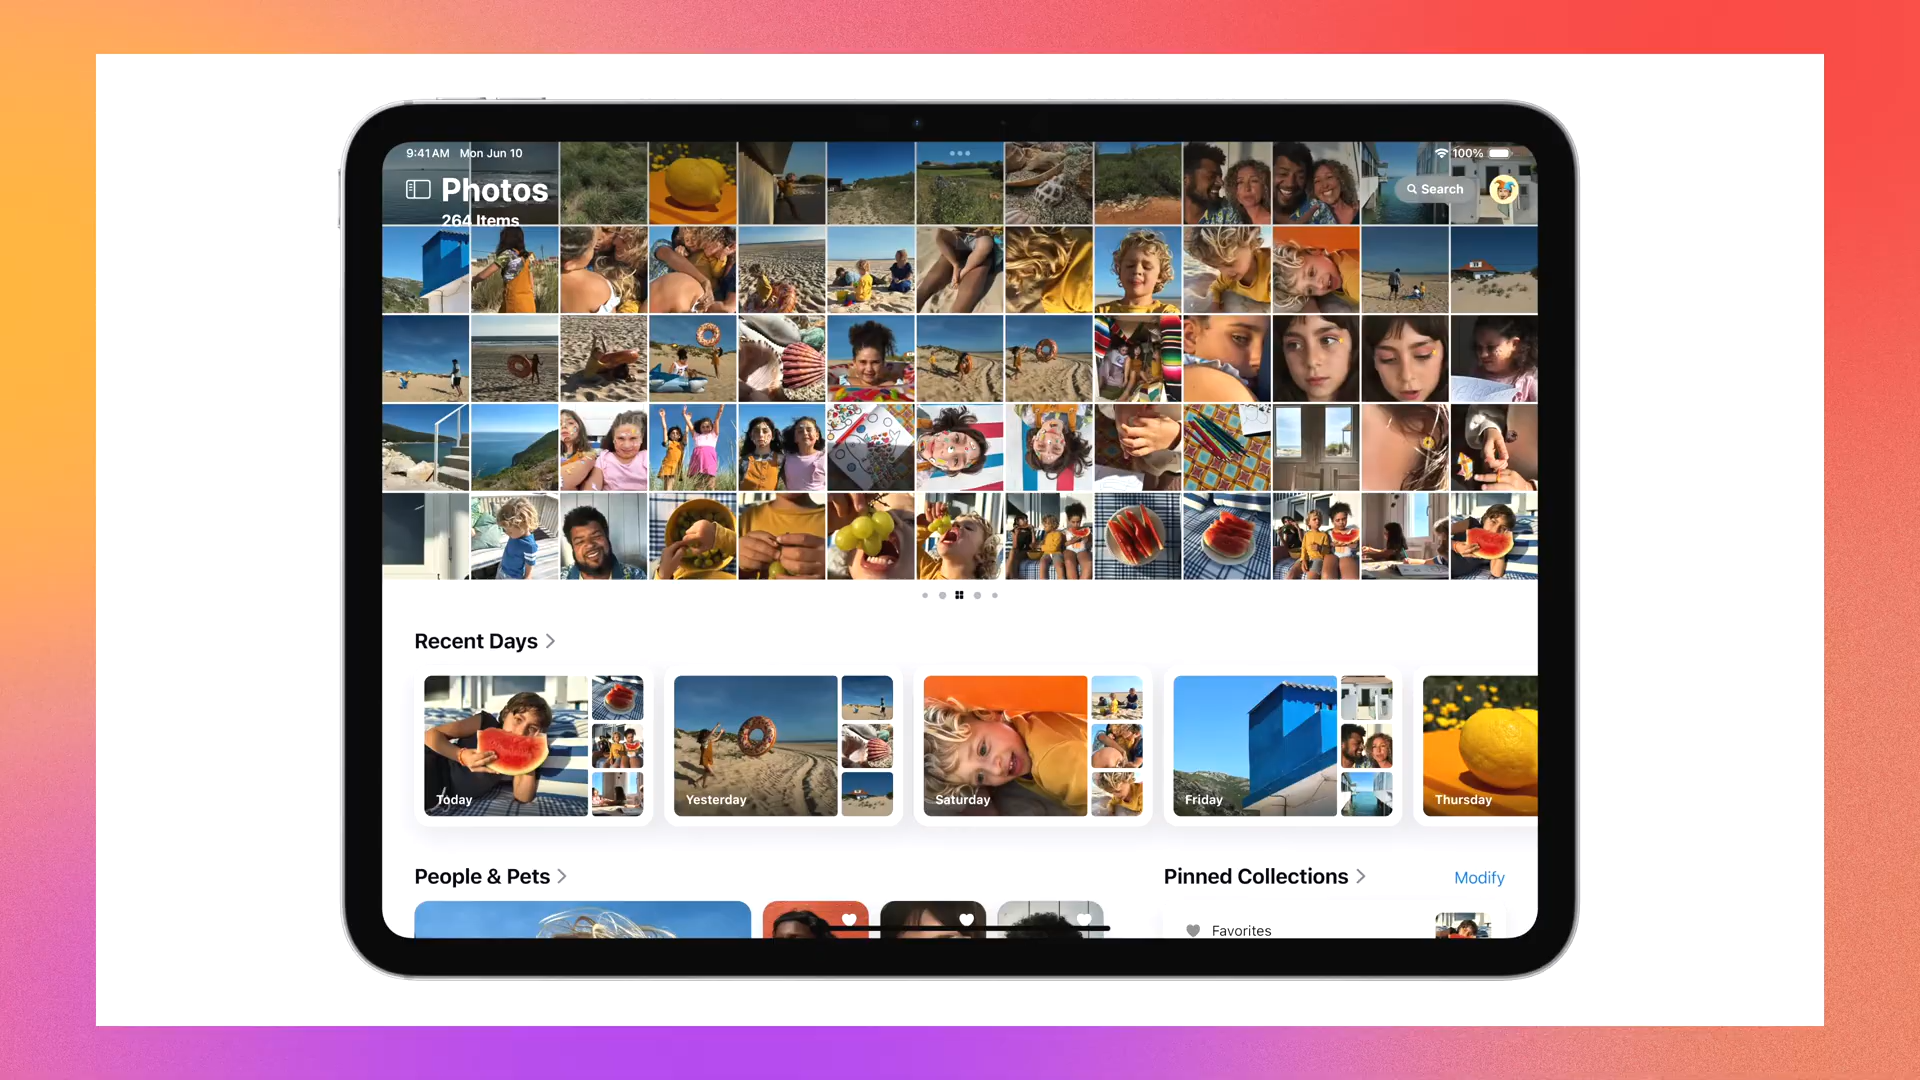 9:41 AM Mon Jun 10
100%
Photos
264 Items
Search
Recent Days
Today
Yesterday
Saturday
Friday
Thursday
People & Pets
Pinned Collections
Modify
Favorites